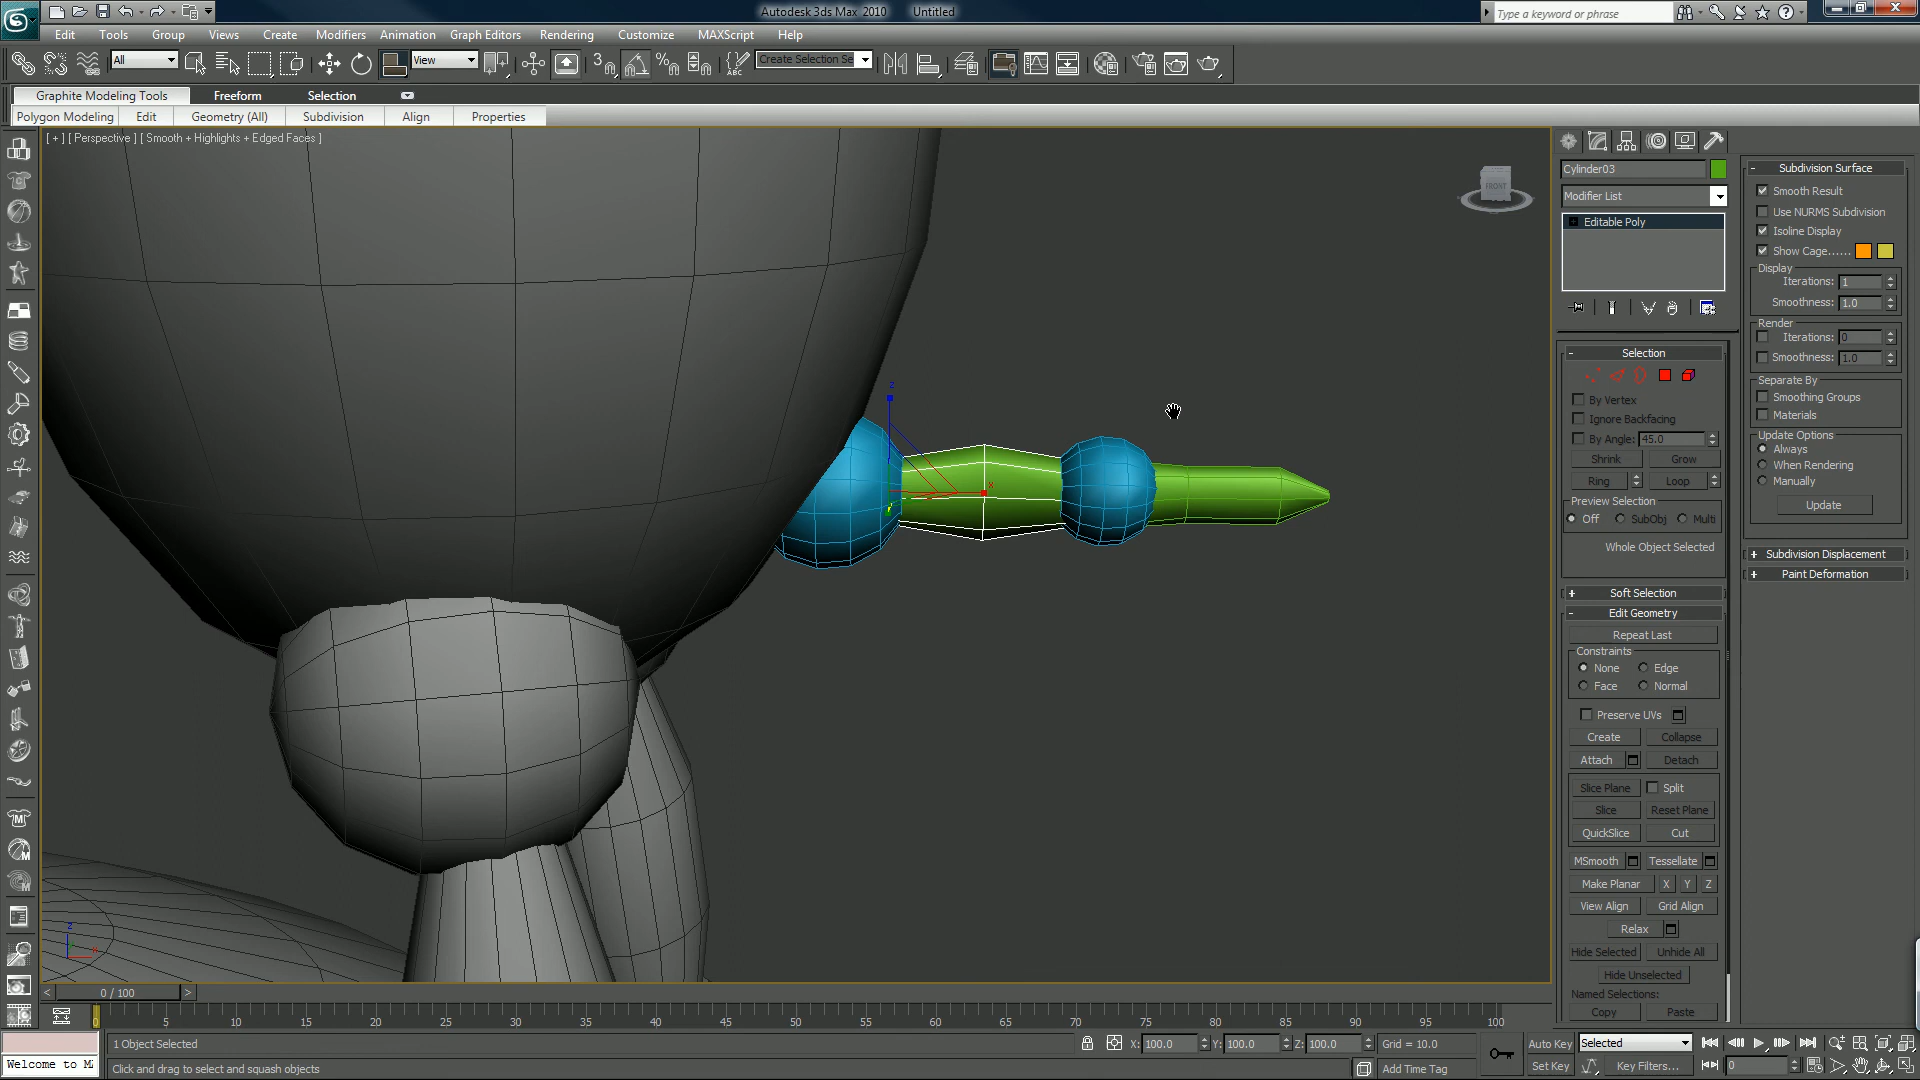 Autodesk 3ds Max 2010 Untitled
Type a keyword or phrase
Edit Tools Group Views Create Modifiers Animation Graph Editors Rendering Customize MAXScript Help
All View Create Selection Se
Graphite Modeling Tools Freeform Selection
Polygon Modeling Edit Geometry (All) Subdivision Align Properties
[ + ] [ Perspective ] [ Smooth + Highlights + Edged Faces ]
FRONT
z
x
z
x
Cylinder03
Modifier List
Editable Poly
Selection
By Vertex
Ignore Backfacing
By Angle: 45.0
Shrink Grow
Ring Loop
Preview Selection
Off SubObj Multi
Whole Object Selected
+ Soft Selection
- Edit Geometry
Repeat Last
Constraints
None Edge
Face Normal
Preserve UVs
Create Collapse
Attach Detach
Slice Plane Split
Slice Reset Plane
QuickSlice Cut
MSmooth Tessellate
Make Planar X Y Z
View Align Grid Align
Relax
Hide Selected Unhide All
Hide Unselected
Named Selections:
Copy Paste
- Subdivision Surface
Smooth Result
Use NURMS Subdivision
Isoline Display
Show Cage......
Display
Iterations: 1
Smoothness: 1.0
Render
Iterations: 0
Smoothness: 1.0
Separate By
Smoothing Groups
Materials
Update Options
Always
When Rendering
Manually
Update
+ Subdivision Displacement
+ Paint Deformation
< 0 / 100 >
0 5 10 15 20 25 30 35 40 45 50 55 60 65 70 75 80 85 90 95 100
1 Object Selected X: 100.0 Y: 100.0 Z: 100.0 Grid = 10.0 Auto Key Selected
Welcome to M
Click and drag to select and squash objects Add Time Tag Set Key Key Filters... 0